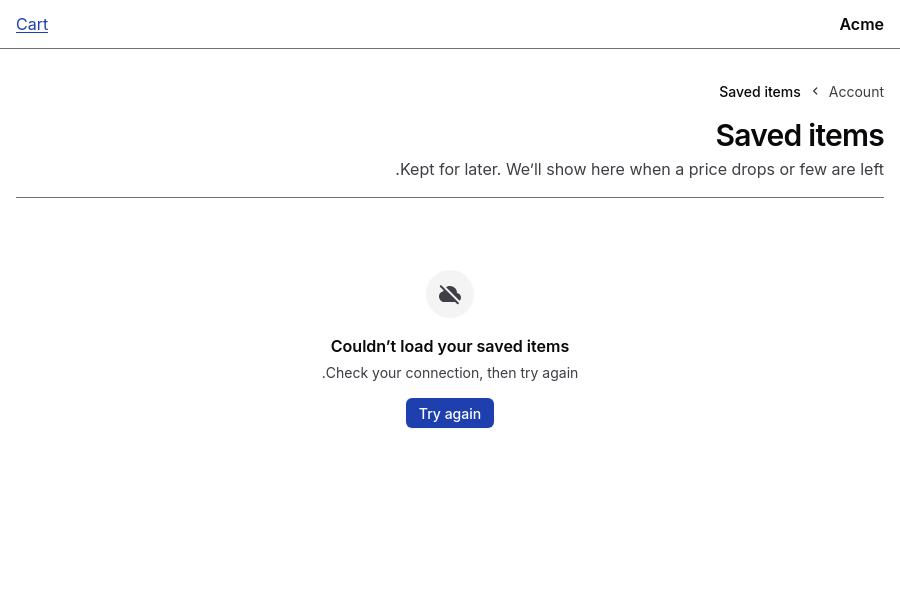 Acme
Cart
Account
Saved items
Saved items
Kept for later. We’ll show here when a price drops or few are left.
Couldn’t load your saved items
Check your connection, then try again.
Try again